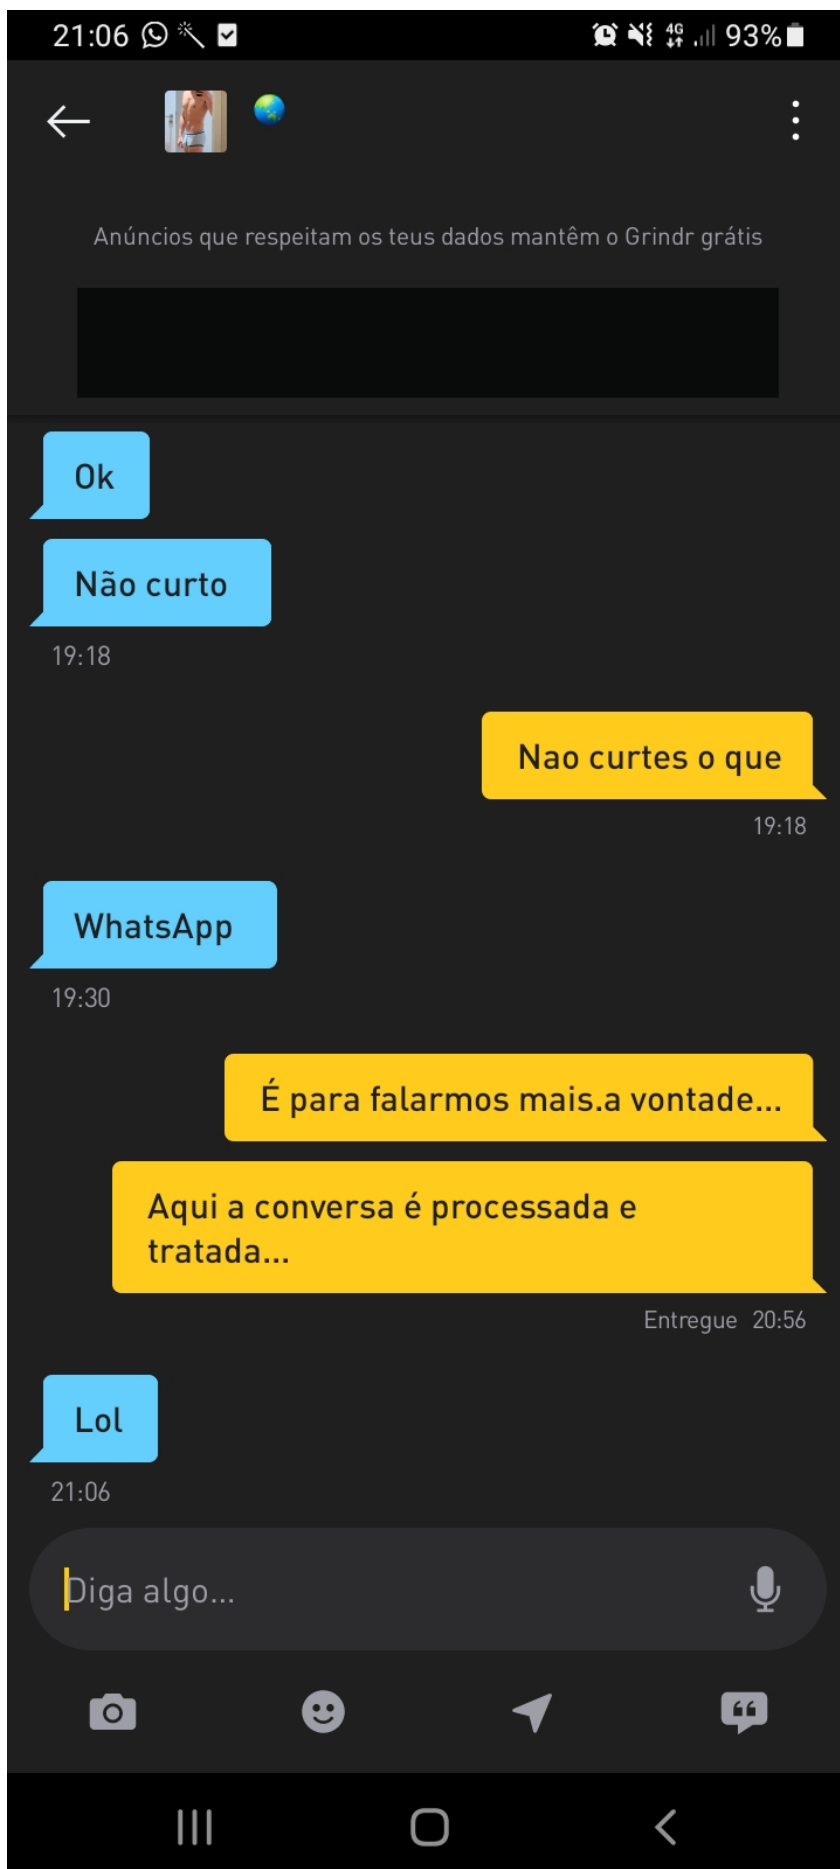 21:06
4G
93%
Anúncios que respeitam os teus dados mantêm o Grindr grátis
Ok
Não curto
19:18
Nao curtes o que
19:18
WhatsApp
19:30
É para falarmos mais.a vontade...
Aqui a conversa é processada e
tratada...
Entregue 20:56
Lol
21:06
Diga algo...